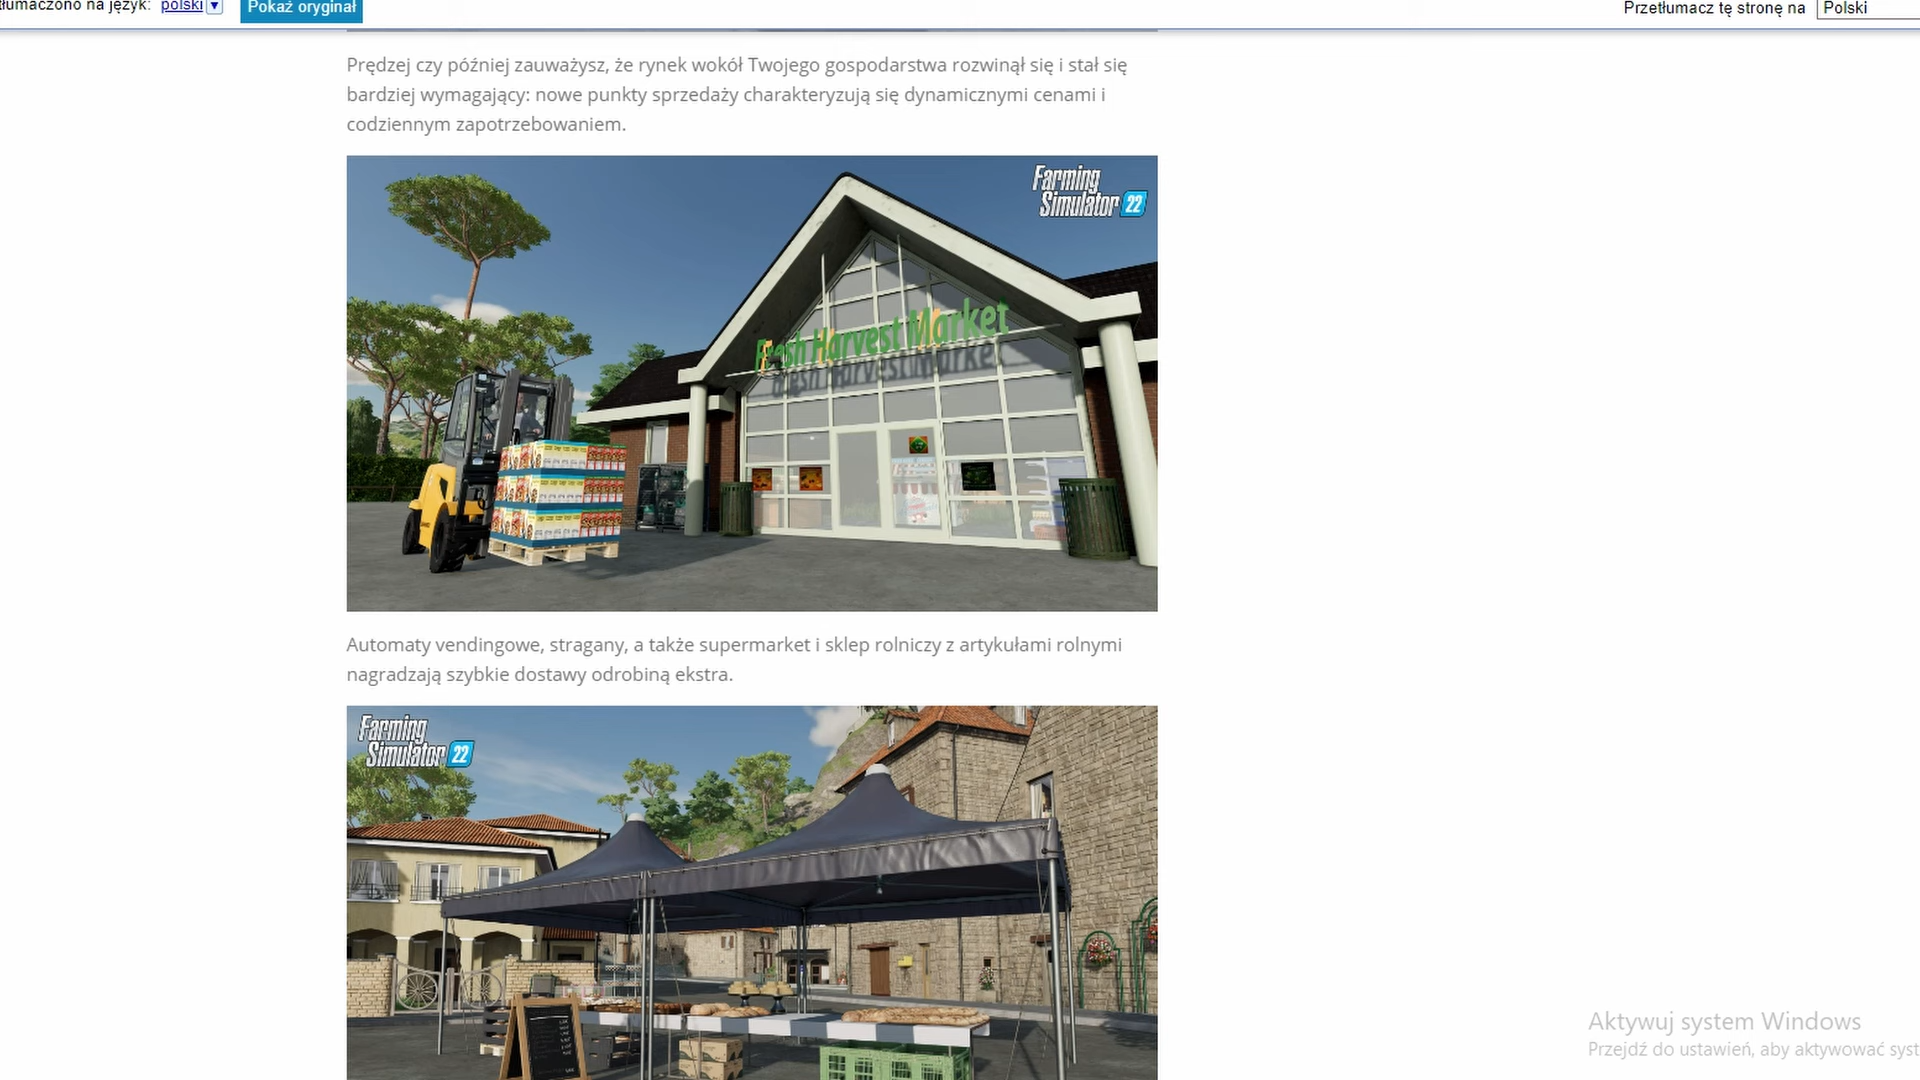 tłumaczono na język: polski
Pokaż oryginał
Przetłumacz tę stronę na
Polski
Prędzej czy później zauważysz, że rynek wokół Twojego gospodarstwa rozwinął się i stał się
bardziej wymagający: nowe punkty sprzedaży charakteryzują się dynamicznymi cenami i
codziennym zapotrzebowaniem.
Farming
Simulator 22
Fresh Harvest Market
Automaty vendingowe, stragany, a także supermarket i sklep rolniczy z artykułami rolnymi
nagradzają szybkie dostawy odrobiną ekstra.
Farming
Simulator 22
Aktywuj system Windows
Przejdź do ustawień, aby aktywować syst